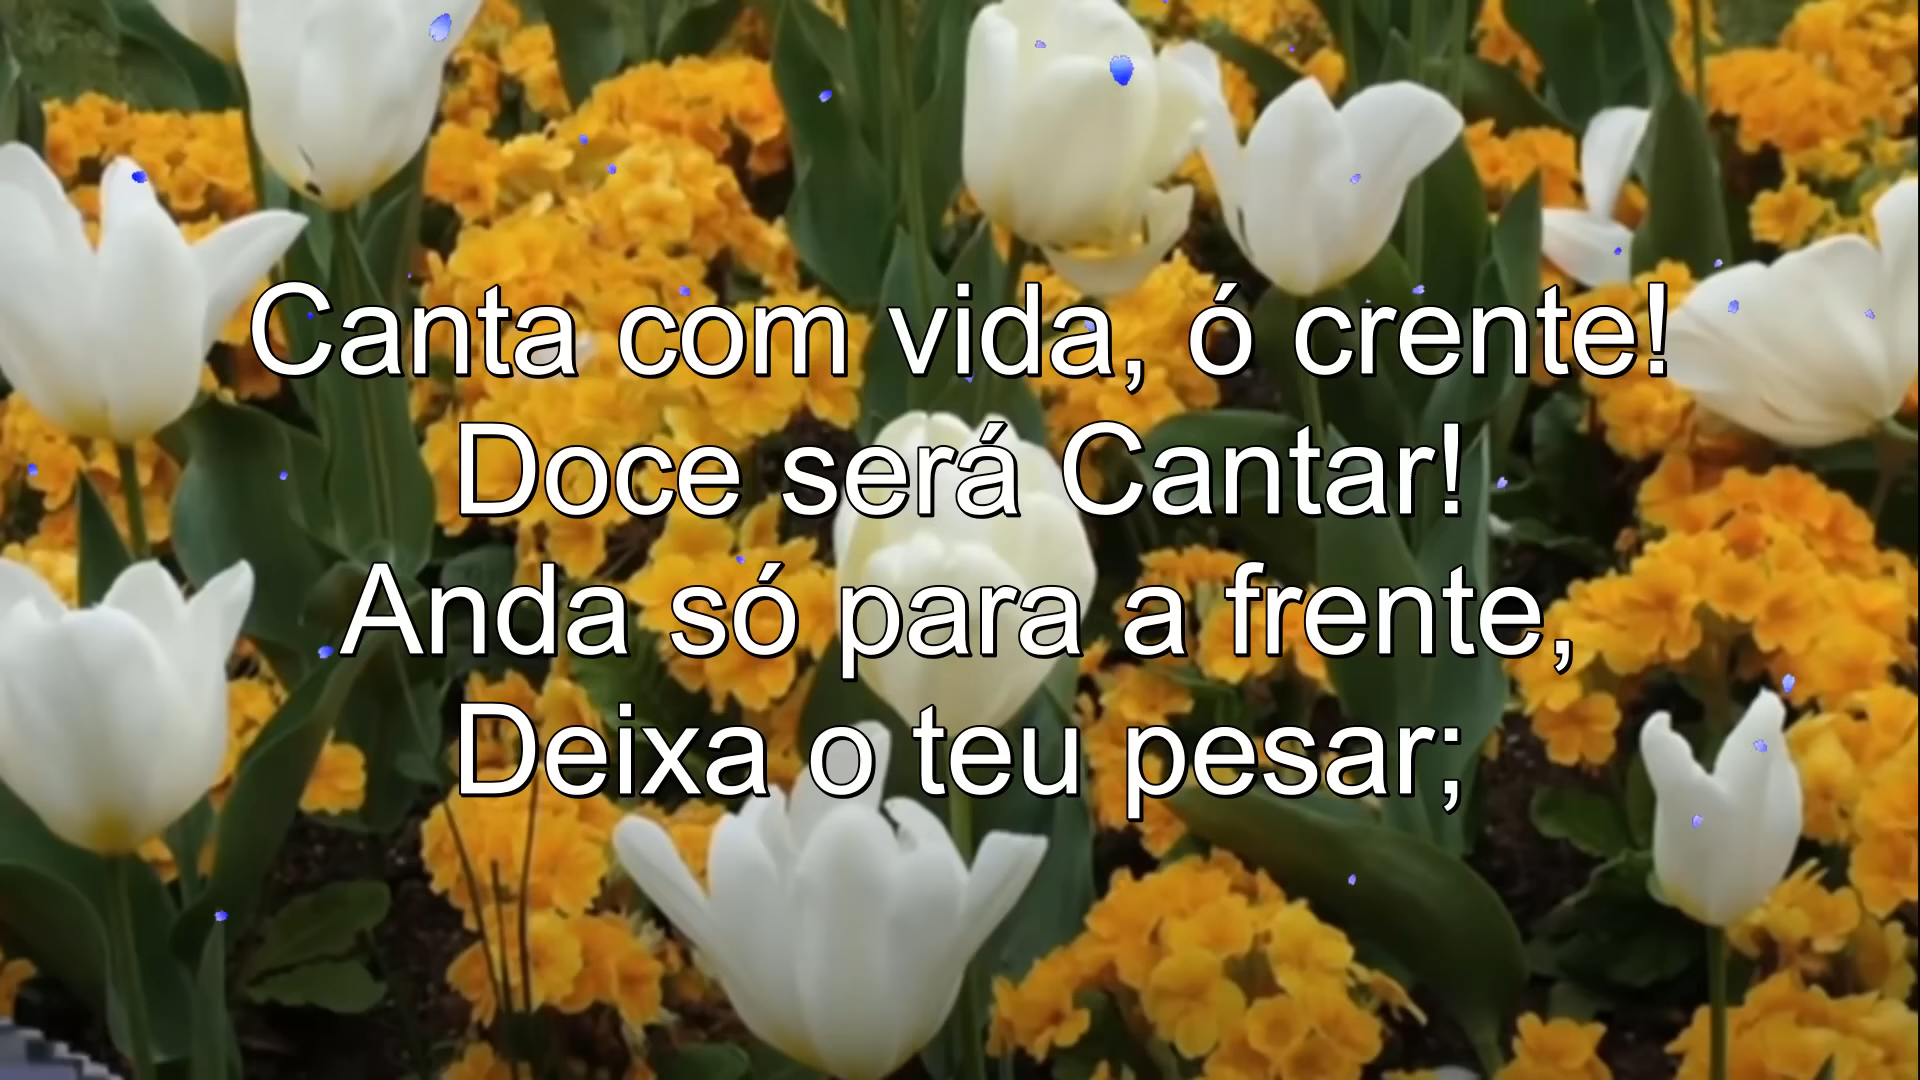 Canta com vida, ó crente!
Doce será Cantar!
Anda só para a frente,
Deixa o teu pesar;